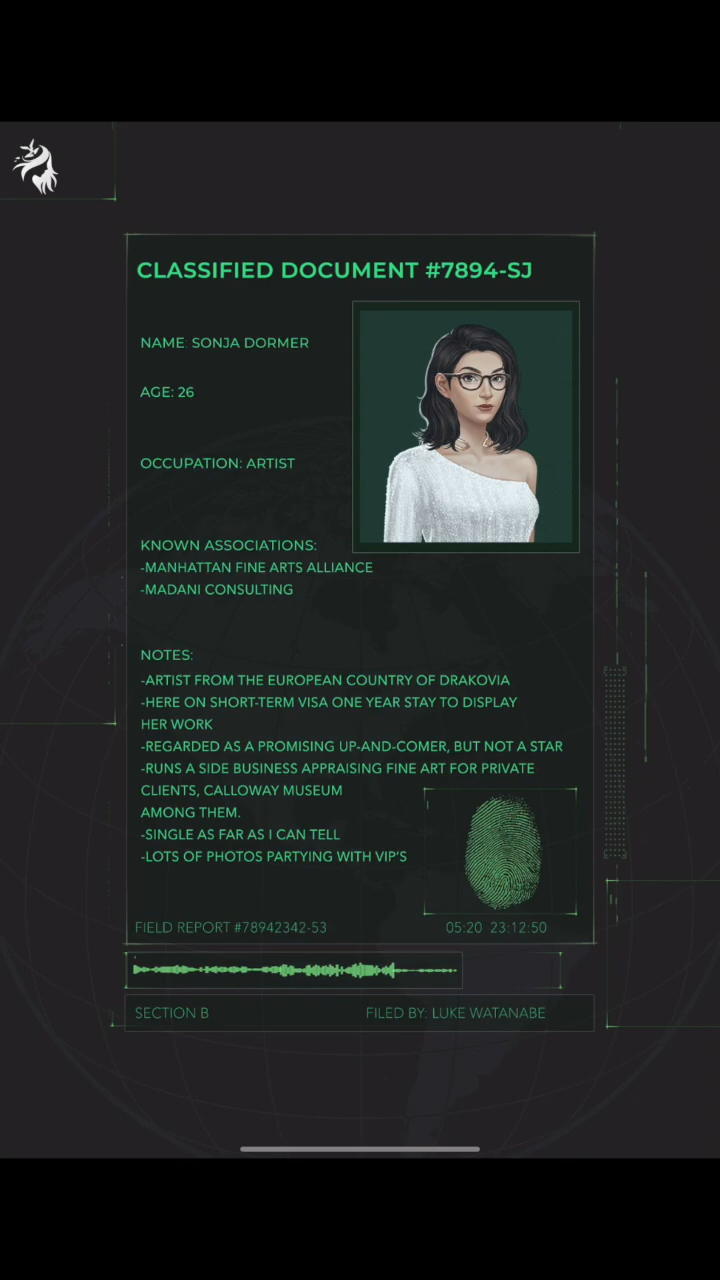 CLASSIFIED DOCUMENT #7894-SJ
NAME: SONJA DORMER
AGE: 26
OCCUPATION: ARTIST
KNOWN ASSOCIATIONS:
-MANHATTAN FINE ARTS ALLIANCE
-MADANI CONSULTING
NOTES:
-ARTIST FROM THE EUROPEAN COUNTRY OF DRAKOVIA
-HERE ON SHORT-TERM VISA ONE YEAR STAY TO DISPLAY
HER WORK
-REGARDED AS A PROMISING UP-AND-COMER, BUT NOT A STAR
-RUNS A SIDE BUSINESS APPRAISING FINE ART FOR PRIVATE
CLIENTS, CALLOWAY MUSEUM
AMONG THEM.
-SINGLE AS FAR AS I CAN TELL
-LOTS OF PHOTOS PARTYING WITH VIP'S
FIELD REPORT #78942342-53
05:20 23:12:50
SECTION B
FILED BY: LUKE WATANABE